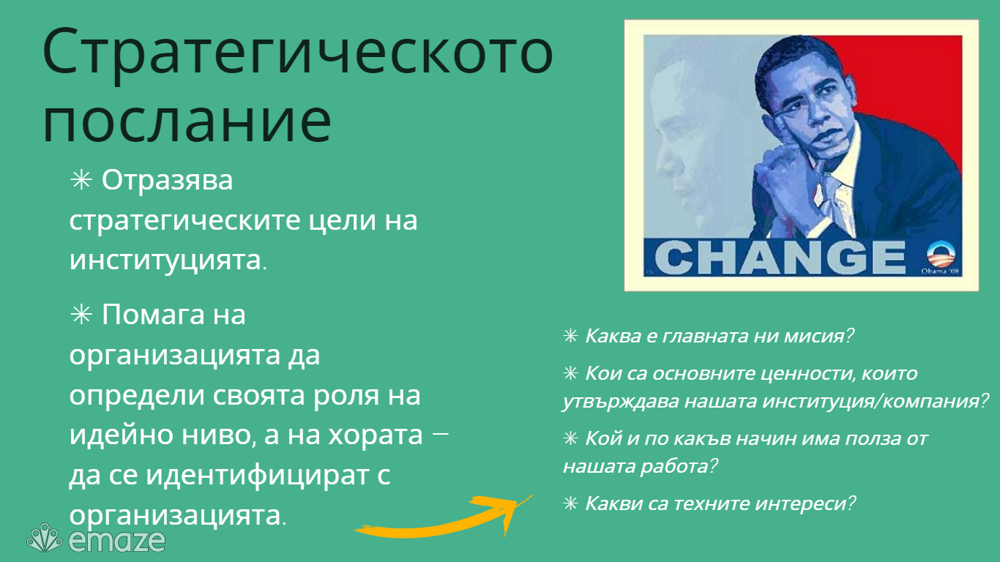 Стратегическото
послание
✳ Отразява
стратегическите цели на
институцията.
✳ Помага на
организацията да
определи своята роля на
идейно ниво, а на хората –
да се идентифицират с
организацията.
CHANGE
Obama '08
✳ Каква е главната ни мисия?
✳ Кои са основните ценности, които
утвърждава нашата институция/компания?
✳ Кой и по какъв начин има полза от
нашата работа?
✳ Какви са техните интереси?
emaze